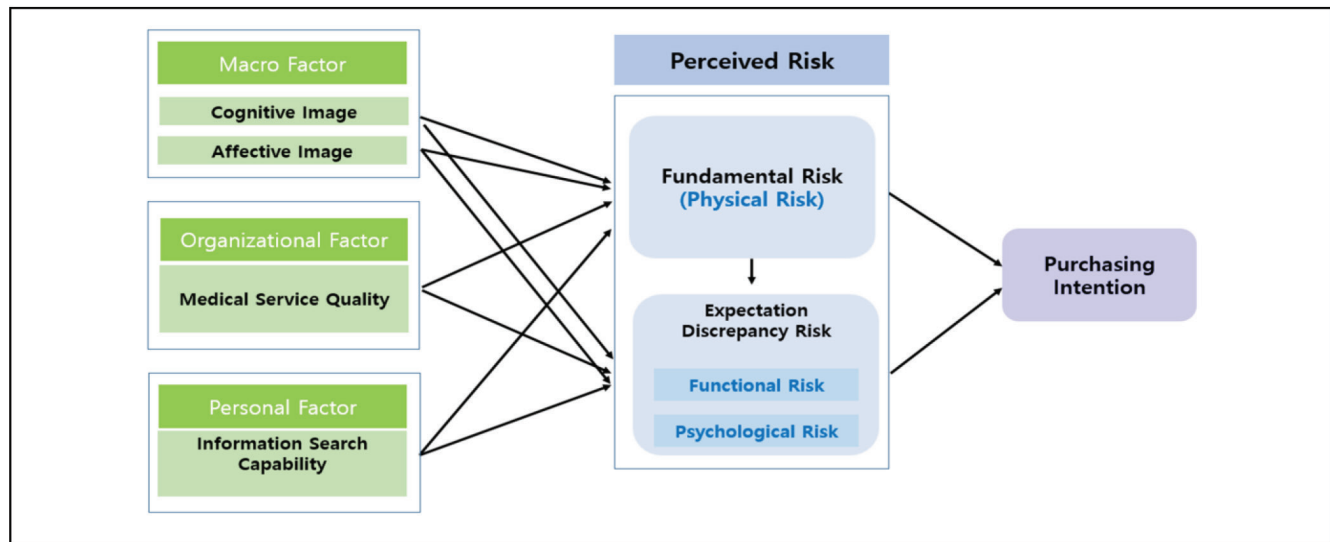 Macro Factor
Cognitive Image
Affective Image
Organizational Factor
Medical Service Quality
Personal Factor
Information Search
Capability
Perceived Risk
Fundamental Risk
(Physical Risk)
Expectation
Discrepancy Risk
Functional Risk
Psychological Risk
Purchasing
Intention